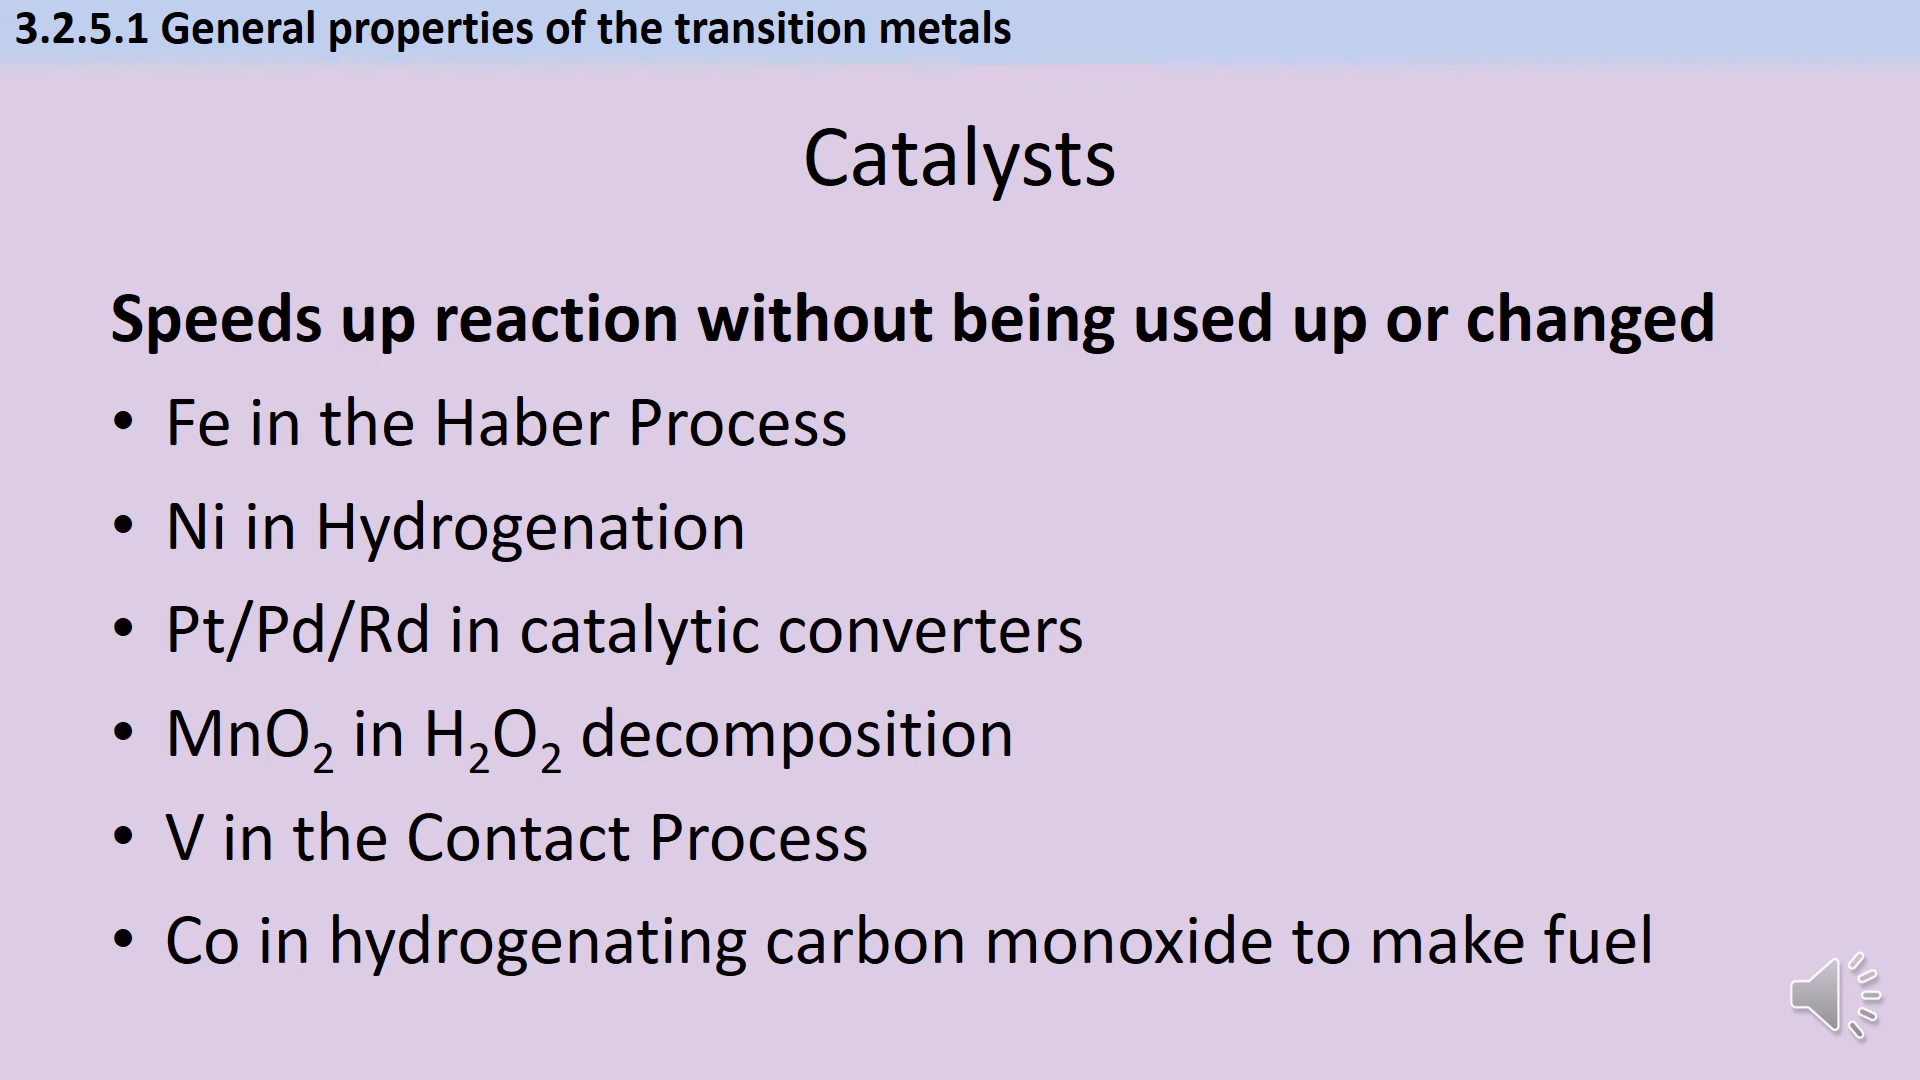 3.2.5.1 General properties of the transition metals
Catalysts
Speeds up reaction without being used up or changed
• Fe in the Haber Process
• Ni in Hydrogenation
• Pt/Pd/Rd in catalytic converters
• MnO₂ in H₂O₂ decomposition
• V in the Contact Process
• Co in hydrogenating carbon monoxide to make fuel